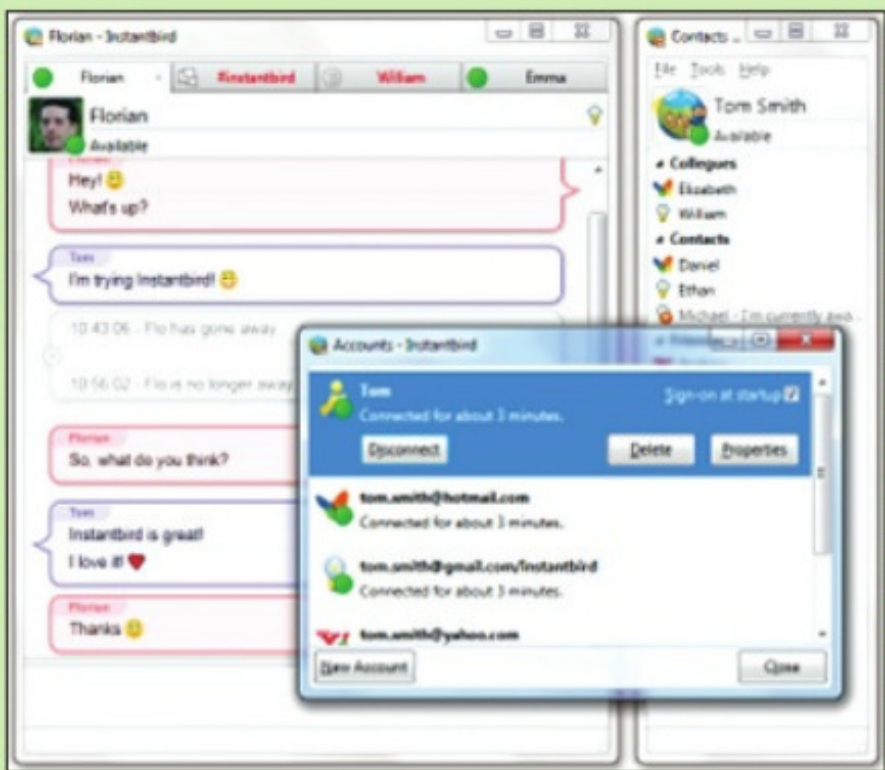 Florian - Instantbird
Florian
#instantbird
William
Emma
Florian
Available
Hey!
What's up?
Tom
I'm trying Instantbird!
10:43:06 - Flo has gone away.
10:56:02 - Flo is no longer away.
Florian
So, what do you think?
Tom
Instantbird is great!
I love it!
Florian
Thanks
Contacts -
File Tools Help
Tom Smith
Available
Collegues
Elizabeth
William
Contacts
Daniel
Ethan
Michael - I'm currently awa
Accounts - Instantbird
Tom
Sign-on at startup
Connected for about 3 minutes.
Disconnect
Delete
Properties
tom.smith@hotmail.com
Connected for about 3 minutes.
tom.smith@gmail.com/Instantbird
Connected for about 3 minutes.
tom.smith@yahoo.com
New Account
Close